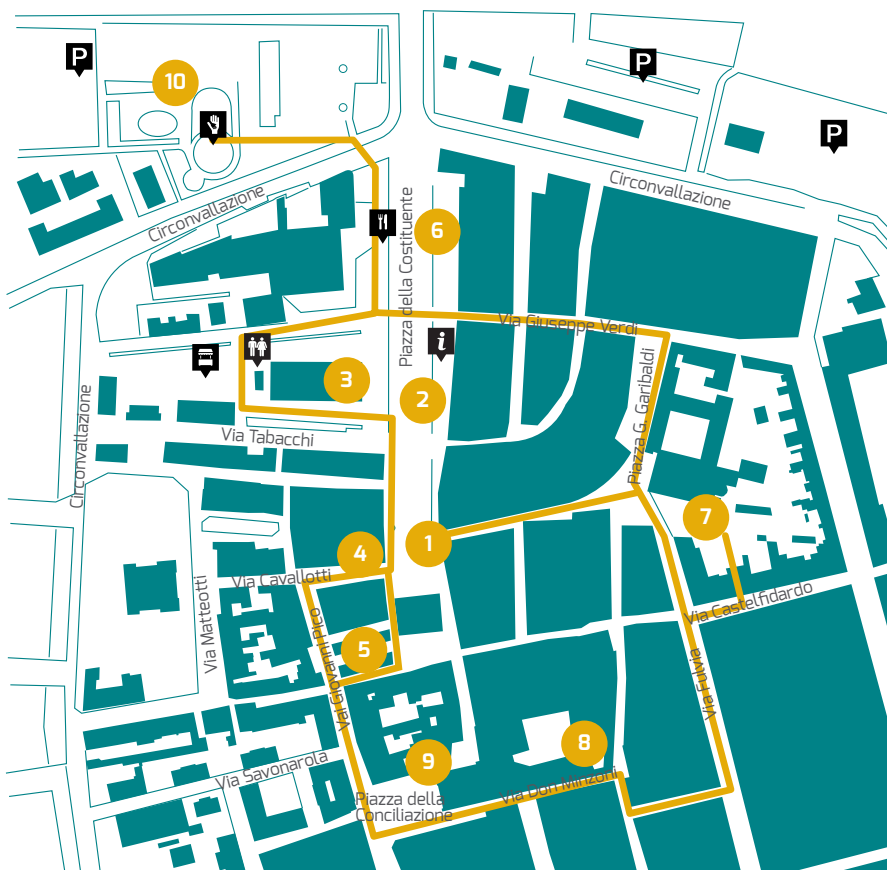 P
P
P
10
Circonvallazione
Circonvallazione
Piazza della Costituente
6
Via Giuseppe Verdi
i
3
2
Piazza G. Garibaldi
Circonvallazione
Via Tabacchi
7
1
4
Via Cavallotti
Via Matteotti
Via Castelfidardo
Via Giovanni Pico
5
Via Fulvia
8
9
Via Savonarola
Via Don Minzoni
Piazza della
Conciliazione